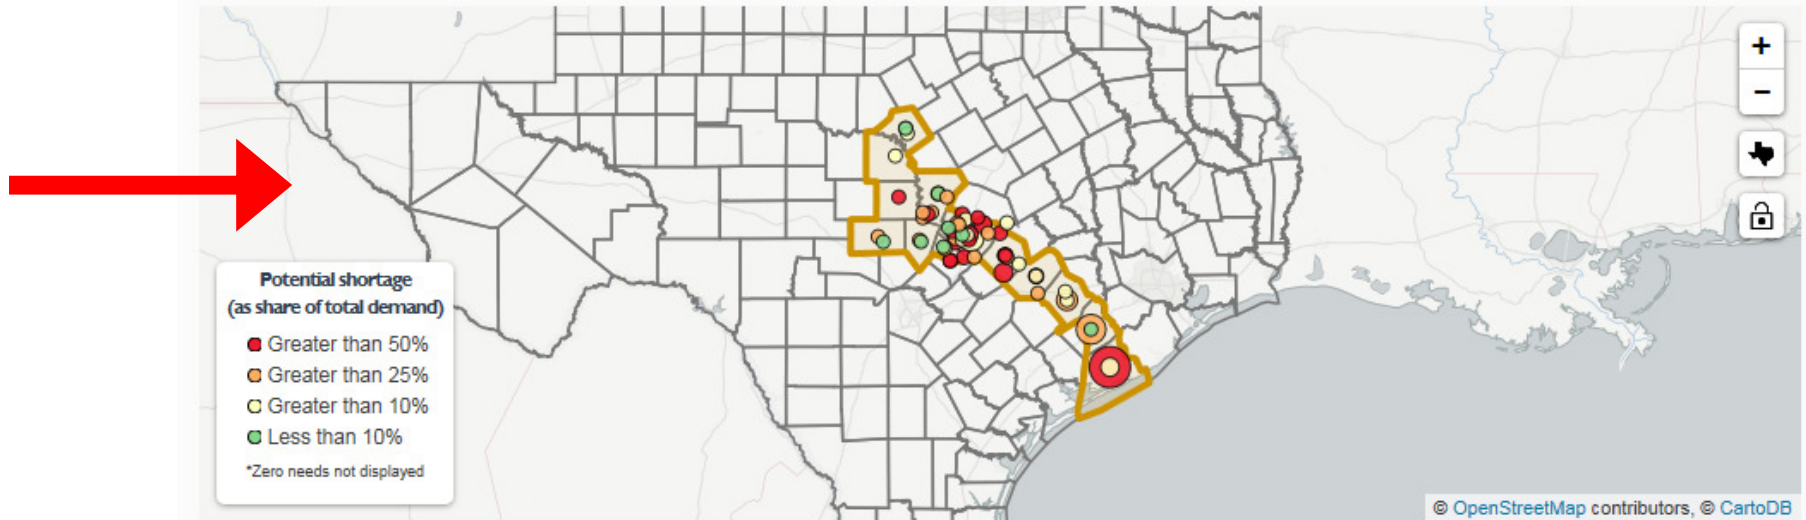 +
−
Potential shortage
(as share of total demand)
Greater than 50%
Greater than 25%
Greater than 10%
Less than 10%
*Zero needs not displayed
© OpenStreetMap contributors, © CartoDB